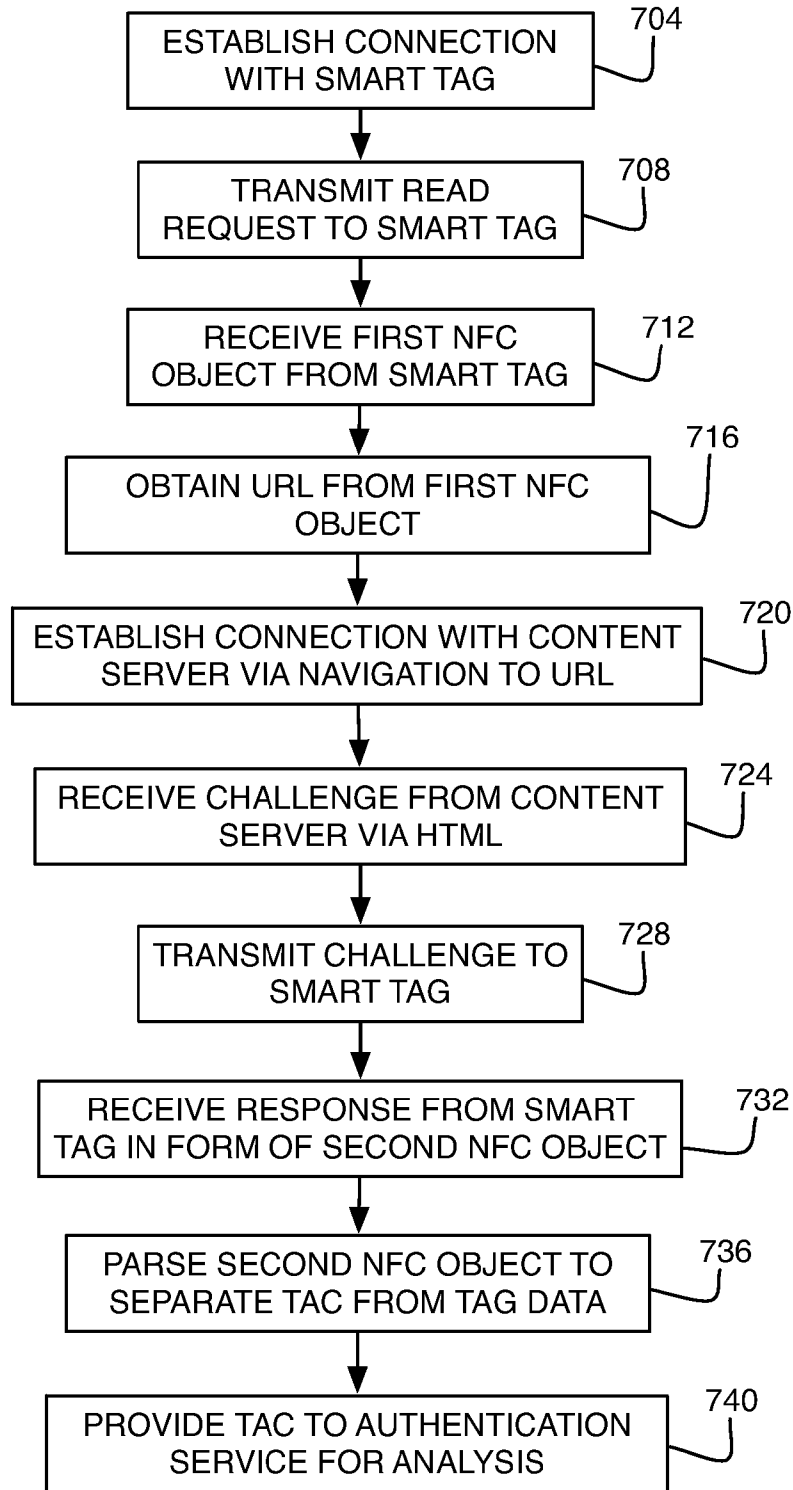 ESTABLISH CONNECTION
WITH SMART TAG
704
TRANSMIT READ
REQUEST TO SMART TAG
708
RECEIVE FIRST NFC
OBJECT FROM SMART TAG
712
OBTAIN URL FROM FIRST NFC
OBJECT
716
ESTABLISH CONNECTION WITH CONTENT
SERVER VIA NAVIGATION TO URL
720
RECEIVE CHALLENGE FROM CONTENT
SERVER VIA HTML
724
TRANSMIT CHALLENGE TO
SMART TAG
728
RECEIVE RESPONSE FROM SMART
TAG IN FORM OF SECOND NFC OBJECT
732
PARSE SECOND NFC OBJECT TO
SEPARATE TAC FROM TAG DATA
736
PROVIDE TAC TO AUTHENTICATION
SERVICE FOR ANALYSIS
740